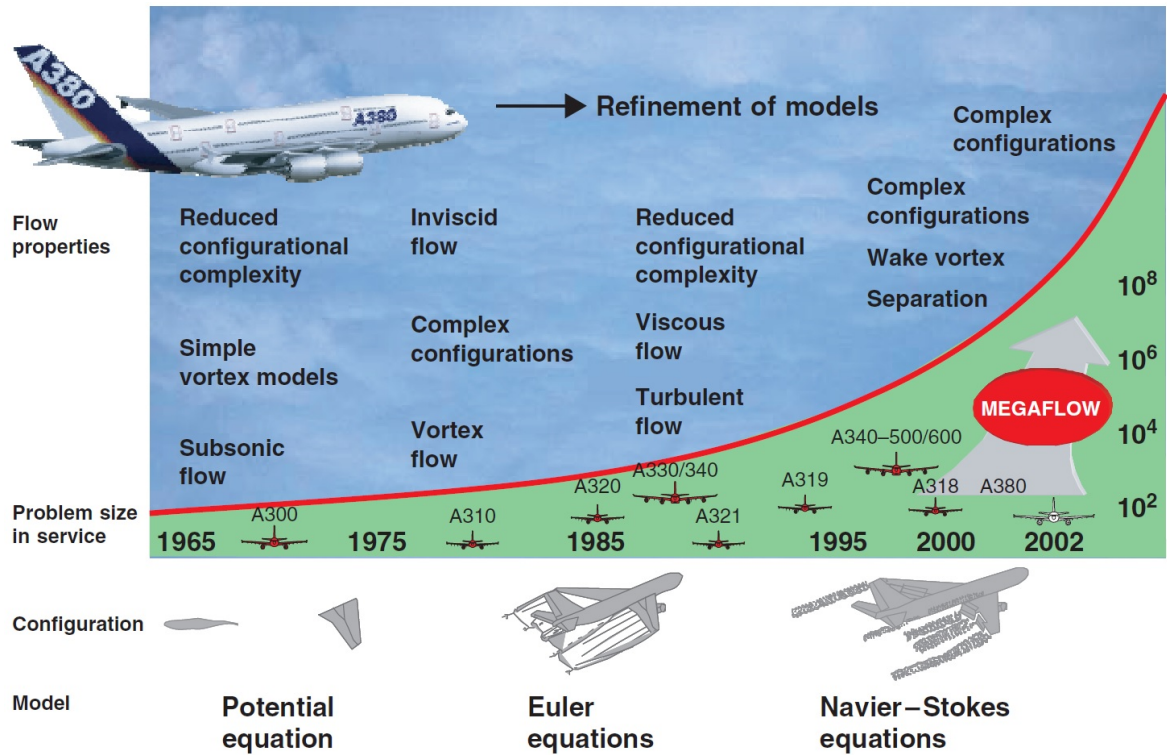 A380
A380
Refinement of models
Flow
properties
Reduced
configurational
complexity
Simple
vortex models
Subsonic
flow
Inviscid
flow
Complex
configurations
Vortex
flow
Reduced
configurational
complexity
Viscous
flow
Turbulent
flow
Complex
configurations
Complex
configurations
Wake vortex
Separation
10⁸
10⁶
10⁴
10²
MEGAFLOW
Problem size
in service
A300
A310
A320
A330/340
A321
A319
A340–500/600
A318
A380
1965
1975
1985
1995
2000
2002
Configuration
Model
Potential
equation
Euler
equations
Navier–Stokes
equations